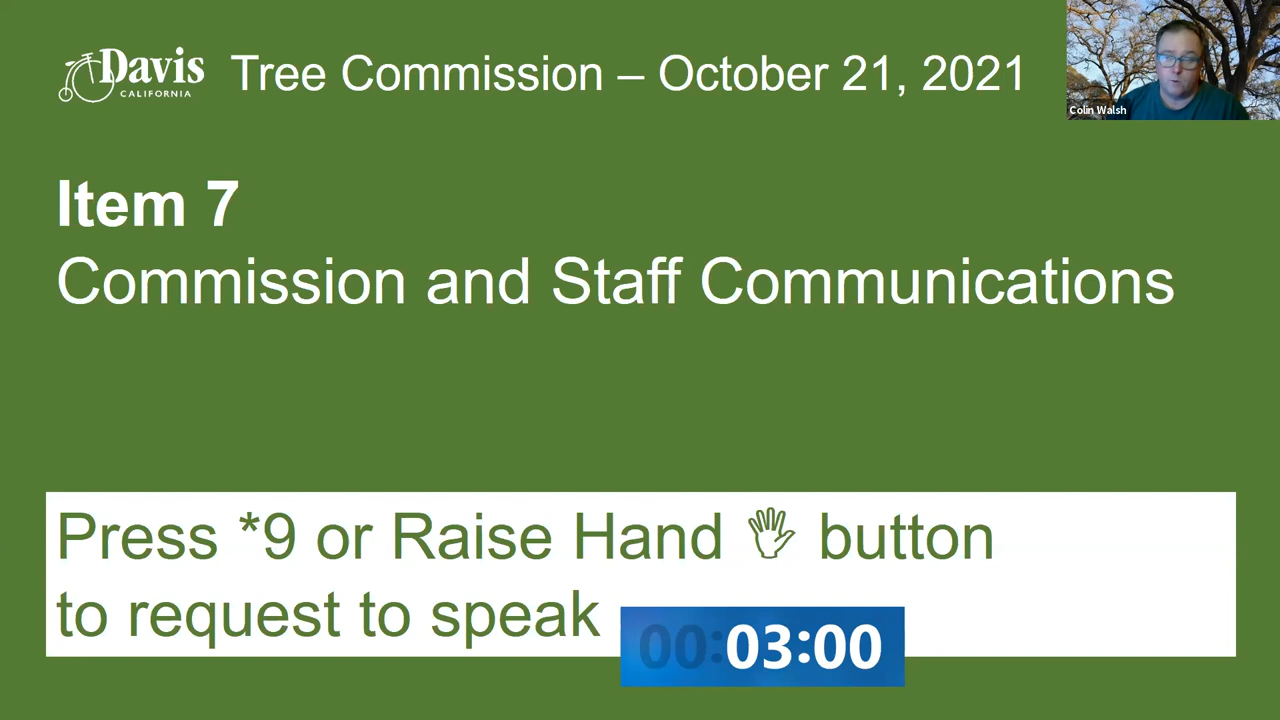 Davis
CALIFORNIA
Tree Commission – October 21, 2021
Colin Walsh
Item 7
Commission and Staff Communications
Press *9 or Raise Hand button
to request to speak
00:03:00